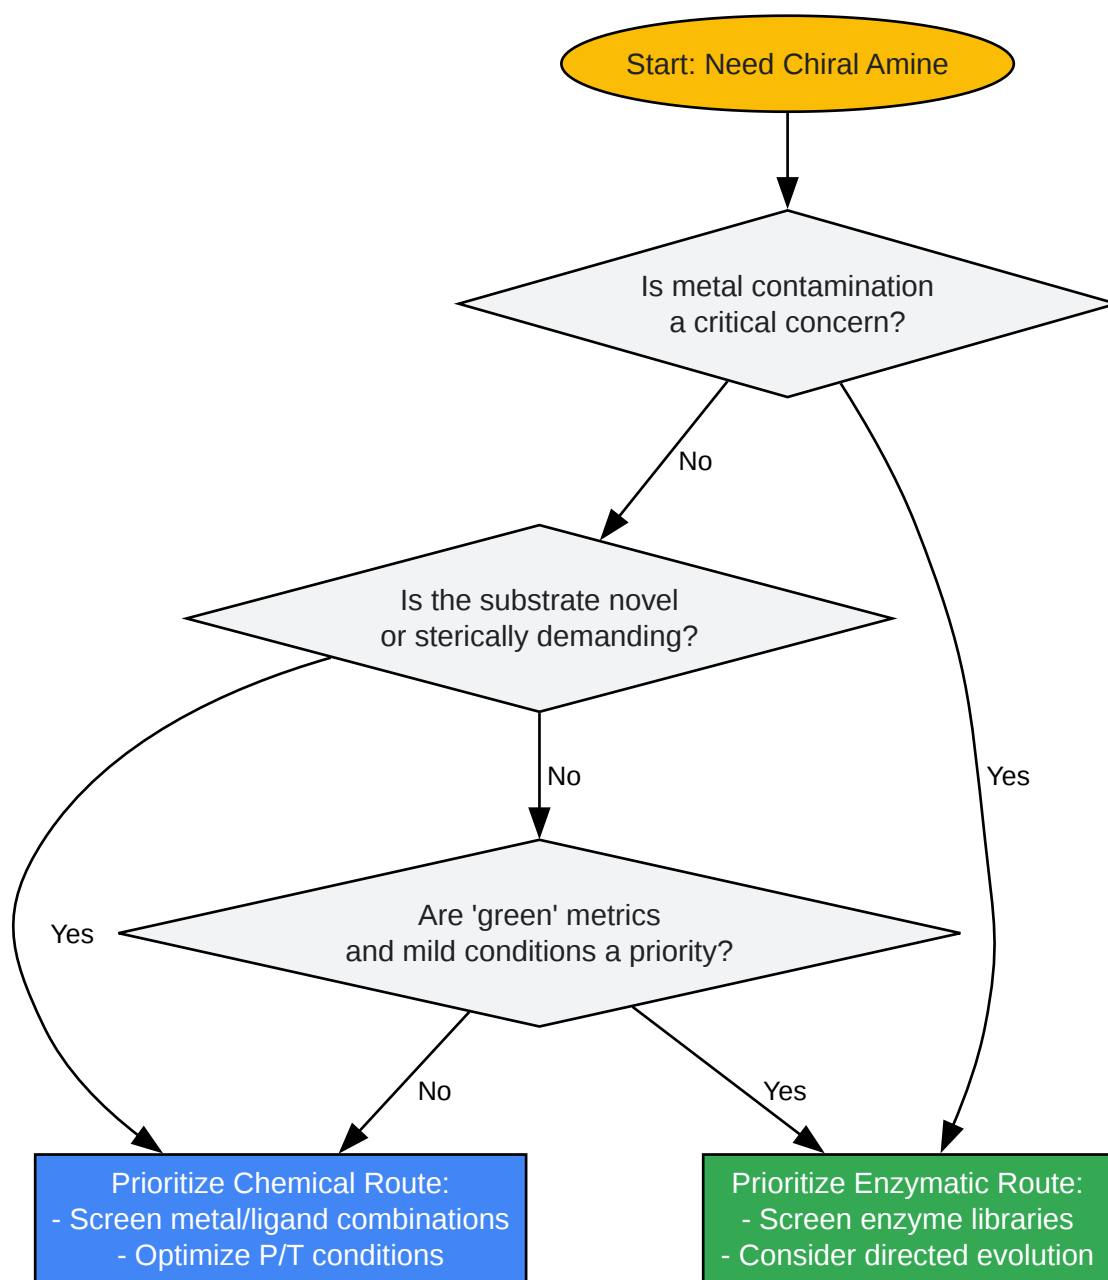 Start: Need Chiral Amine
Is metal contamination
a critical concern?
No
Is the substrate novel
or sterically demanding?
No
Yes
Are 'green' metrics
and mild conditions a priority?
Yes
No
Yes
Prioritize Chemical Route:
- Screen metal/ligand combinations
- Optimize P/T conditions
Prioritize Enzymatic Route:
- Screen enzyme libraries
- Consider directed evolution